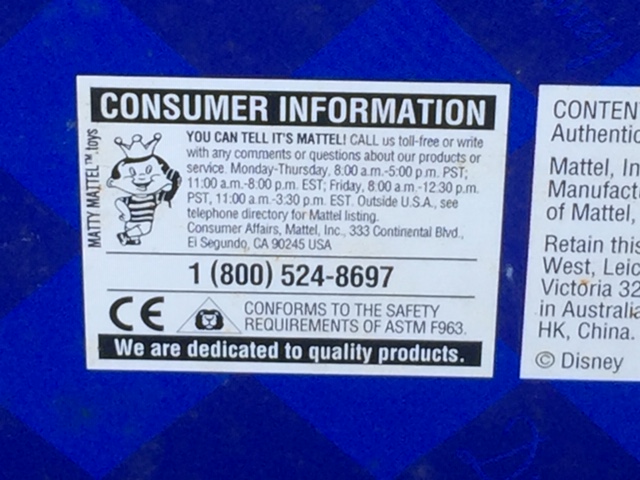 CONSUMER INFORMATION
MATTY MATTEL™.toys
YOU CAN TELL IT'S MATTEL! CALL us toll-free or write
with any comments or questions about our products or
service. Monday-Thursday, 8:00 a.m.-5:00 p.m. PST;
11:00 a.m.-8:00 p.m. EST; Friday, 8:00 a.m.-12:30 p.m.
PST, 11:00 a.m.-3:30 p.m. EST. Outside U.S.A., see
telephone directory for Mattel listing.
Consumer Affairs, Mattel, Inc., 333 Continental Blvd.,
El Segundo, CA 90245 USA
1 (800) 524-8697
CE
CONFORMS TO THE SAFETY
REQUIREMENTS OF ASTM F963.
We are dedicated to quality products.
CONTEN
Authentic
Mattel, In
Manufact
of Mattel,
Retain this
West, Leic
Victoria 32
in Australia
HK, China.
© Disney